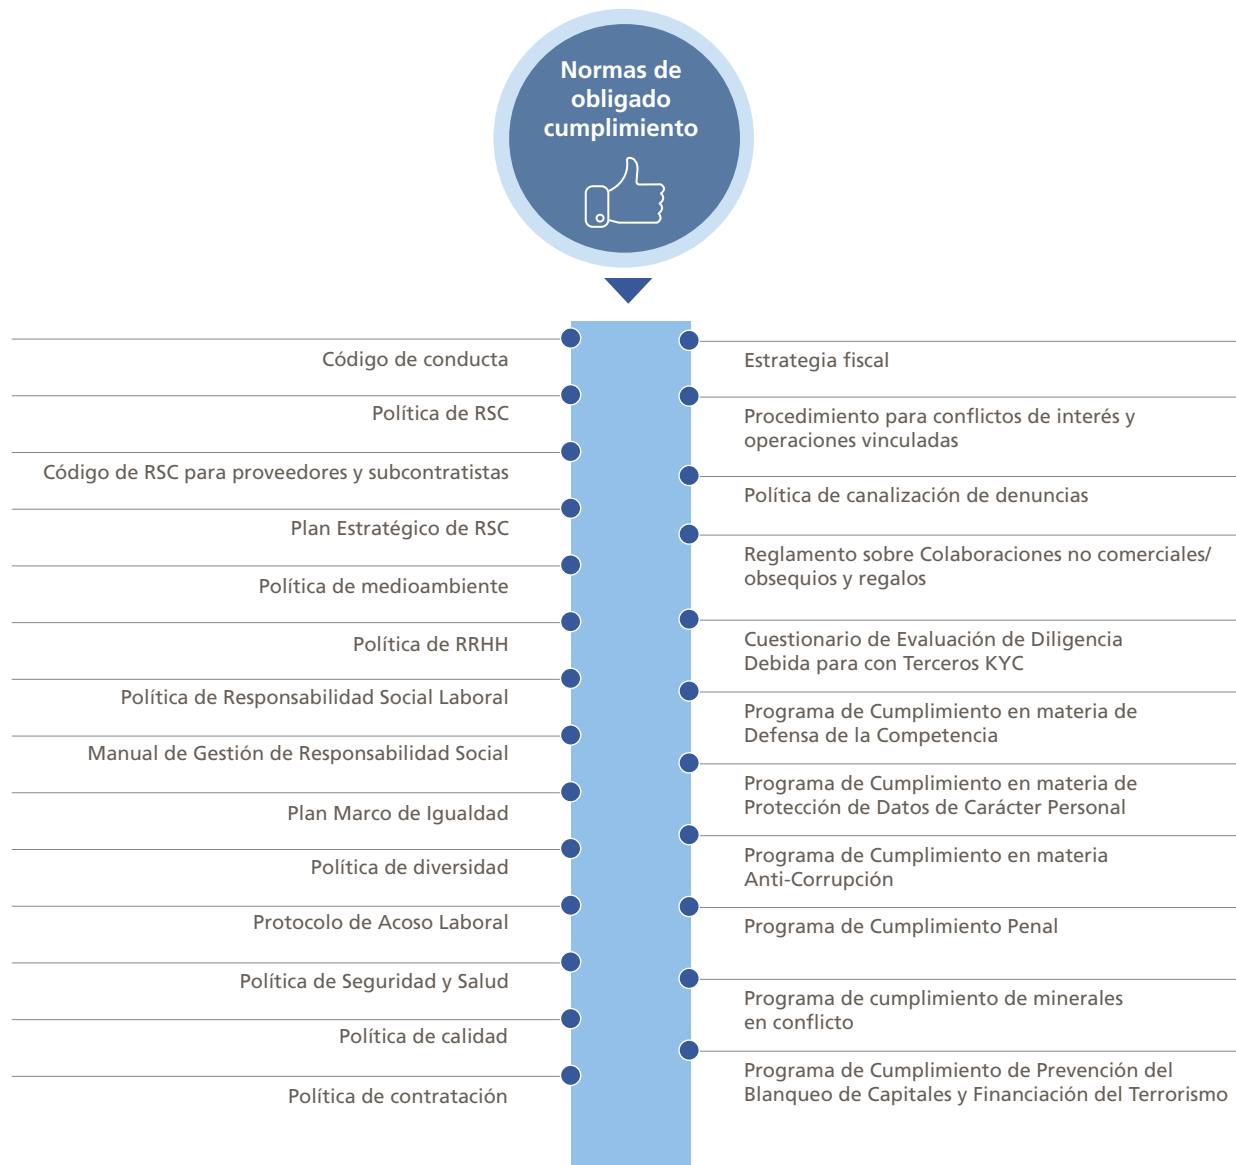 Normas de
obligado
cumplimiento
Código de conducta
Política de RSC
Código de RSC para proveedores y subcontratistas
Plan Estratégico de RSC
Política de medioambiente
Política de RRHH
Política de Responsabilidad Social Laboral
Manual de Gestión de Responsabilidad Social
Plan Marco de Igualdad
Política de diversidad
Protocolo de Acoso Laboral
Política de Seguridad y Salud
Política de calidad
Política de contratación
Estrategia fiscal
Procedimiento para conflictos de interés y
operaciones vinculadas
Política de canalización de denuncias
Reglamento sobre Colaboraciones no comerciales/
obsequios y regalos
Cuestionario de Evaluación de Diligencia
Debida para con Terceros KYC
Programa de Cumplimiento en materia de
Defensa de la Competencia
Programa de Cumplimiento en materia de
Protección de Datos de Carácter Personal
Programa de Cumplimiento en materia
Anti-Corrupción
Programa de Cumplimiento Penal
Programa de cumplimiento de minerales
en conflicto
Programa de Cumplimiento de Prevención del
Blanqueo de Capitales y Financiación del Terrorismo